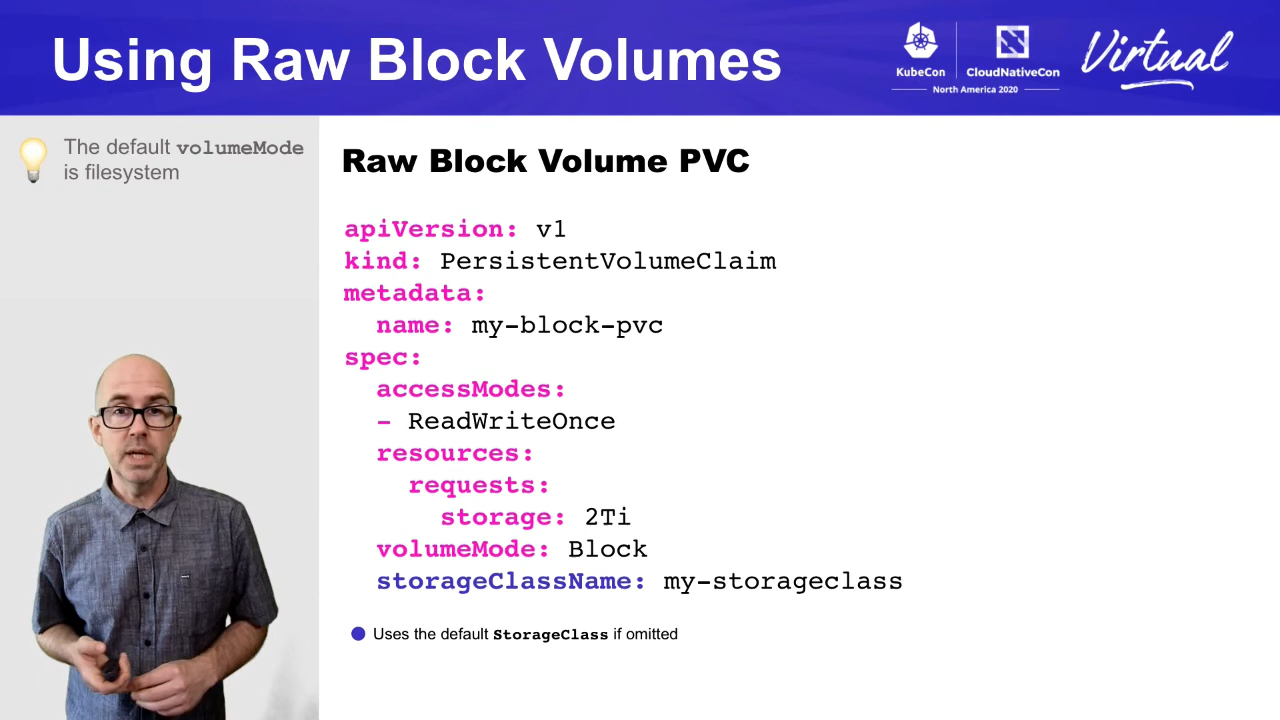 Using Raw Block Volumes
KubeCon
CloudNativeCon
North America 2020
Virtual
The default volumeMode
is filesystem
Raw Block Volume PVC
apiVersion: v1
kind: PersistentVolumeClaim
metadata:
  name: my-block-pvc
spec:
  accessModes:
  - ReadWriteOnce
  resources:
    requests:
      storage: 2Ti
  volumeMode: Block
  storageClassName: my-storageclass
Uses the default StorageClass if omitted